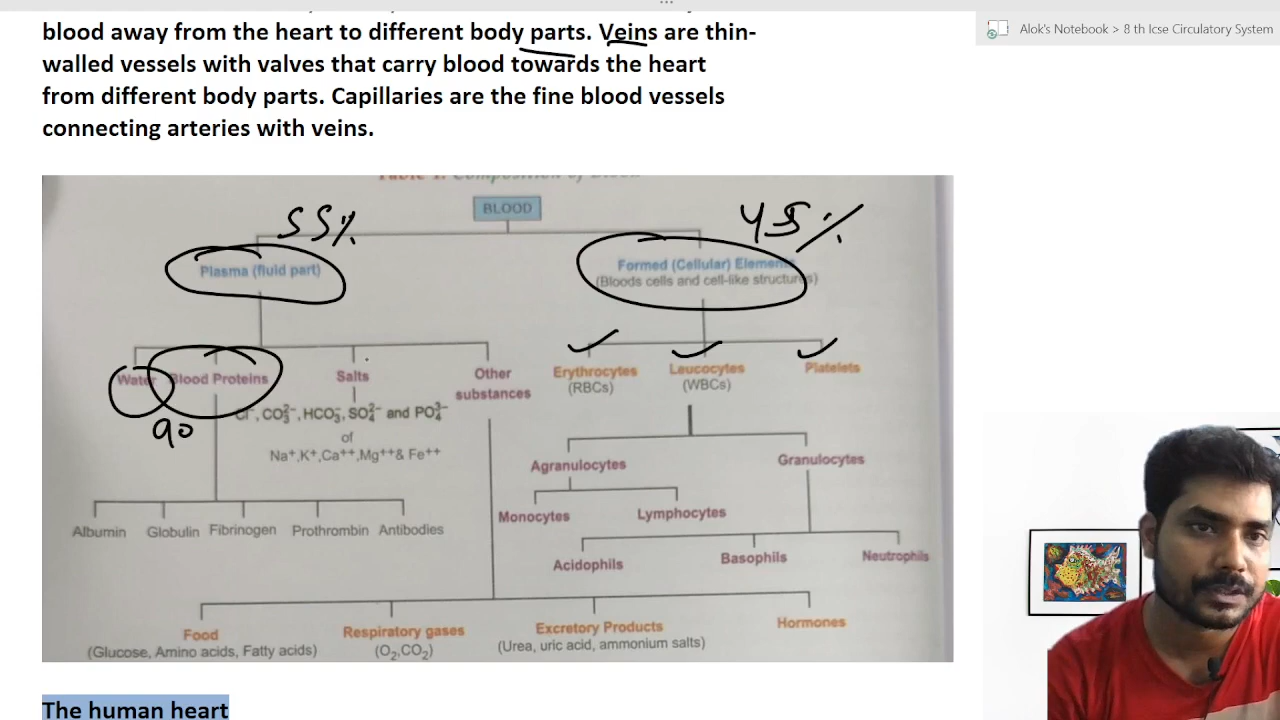 blood away from the heart to different body parts. Veins are thin-
walled vessels with valves that carry blood towards the heart
from different body parts. Capillaries are the fine blood vessels
connecting arteries with veins.
Alok's Notebook > 8 th Icse Circulatory System
Table 1. Composition of Blood
BLOOD
55%
45%
Plasma (fluid part)
Formed (Cellular) Elements
(Bloods cells and cell-like structures)
Water
Blood Proteins
Salts
Other
substances
Erythrocytes
(RBCs)
Leucocytes
(WBCs)
Platelets
90
Cl⁻, CO₃²⁻, HCO₃⁻, SO₄²⁻ and PO₄³⁻
of
Na⁺,K⁺,Ca⁺⁺,Mg⁺⁺& Fe⁺⁺
Agranulocytes
Granulocytes
Monocytes
Lymphocytes
Albumin Globulin Fibrinogen Prothrombin Antibodies
Acidophils
Basophils
Neutrophils
Food
(Glucose, Amino acids, Fatty acids)
Respiratory gases
(O₂,CO₂)
Excretory Products
(Urea, uric acid, ammonium salts)
Hormones
The human heart